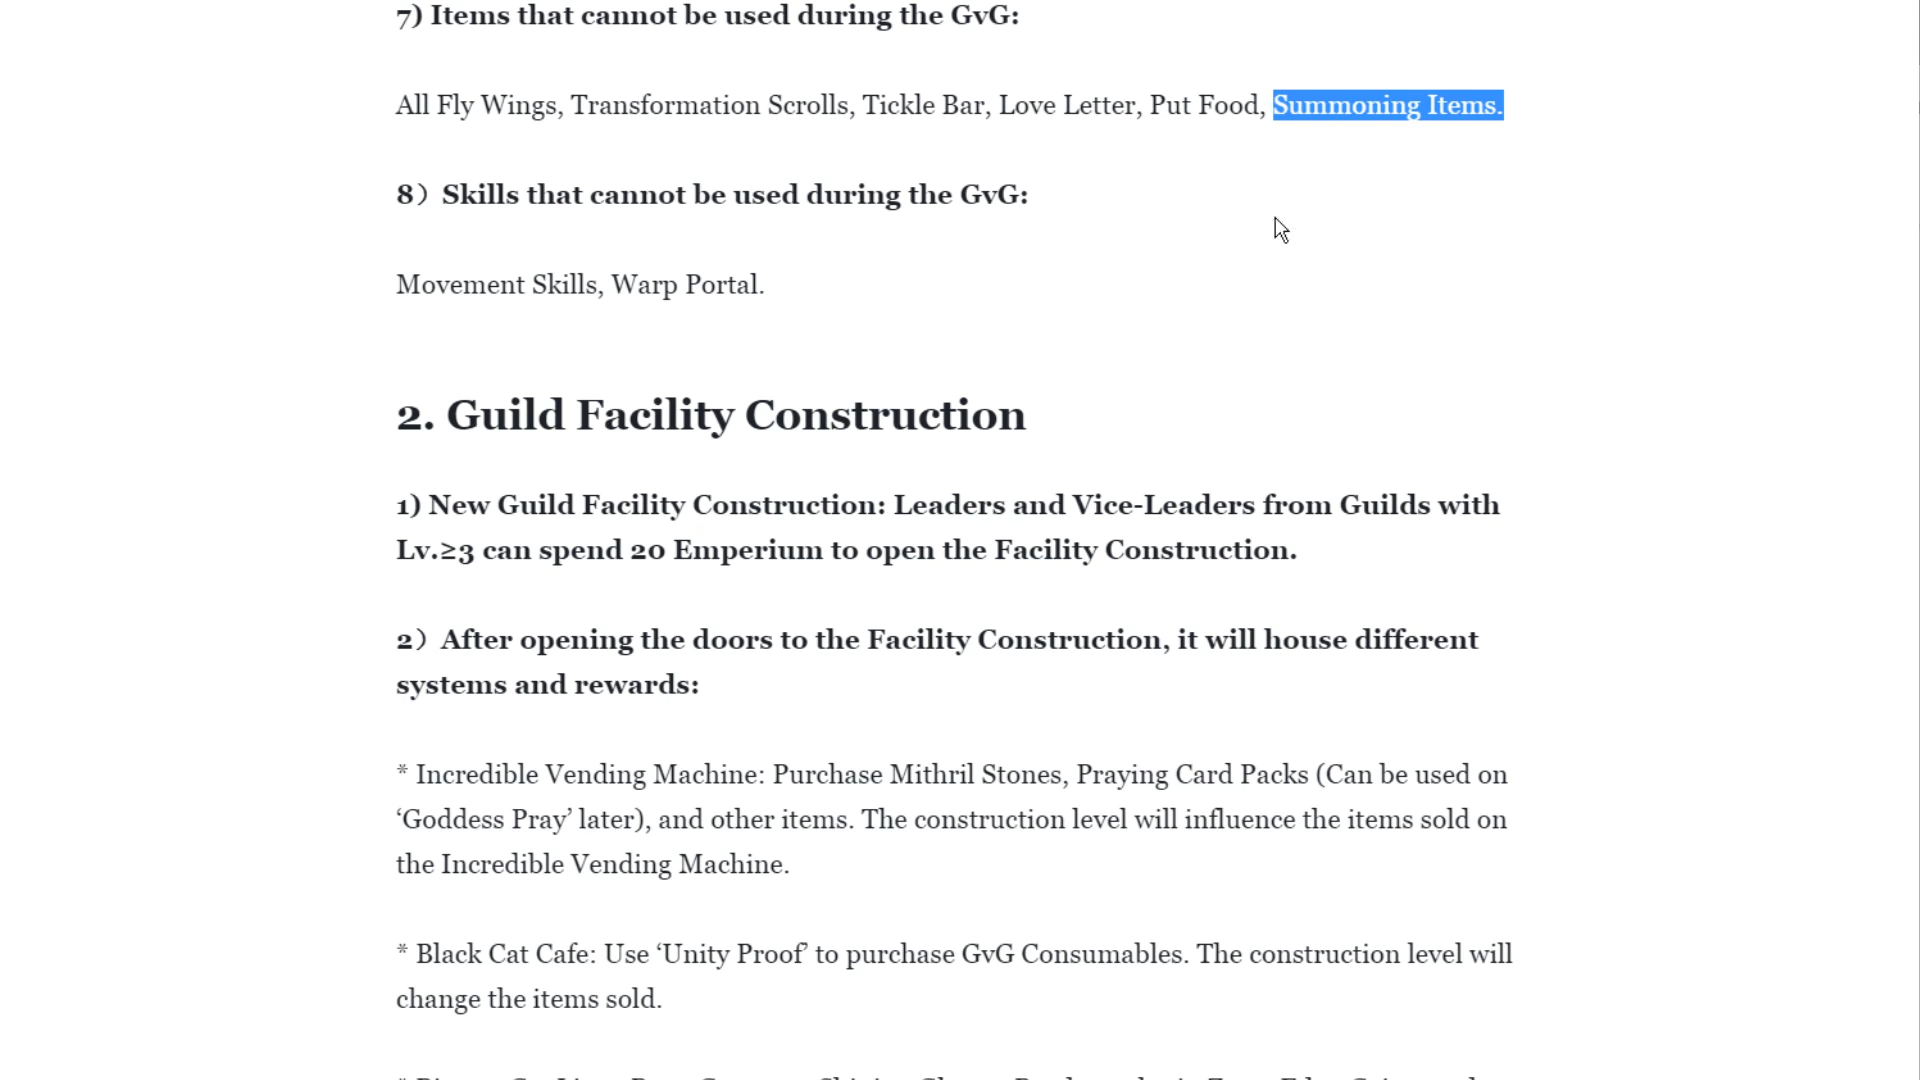 7) Items that cannot be used during the GvG:
All Fly Wings, Transformation Scrolls, Tickle Bar, Love Letter, Put Food, Summoning Items.
8）Skills that cannot be used during the GvG:
Movement Skills, Warp Portal.
2. Guild Facility Construction
1) New Guild Facility Construction: Leaders and Vice-Leaders from Guilds with
Lv.≥3 can spend 20 Emperium to open the Facility Construction.
2）After opening the doors to the Facility Construction, it will house different
systems and rewards:
* Incredible Vending Machine: Purchase Mithril Stones, Praying Card Packs (Can be used on
‘Goddess Pray’ later), and other items. The construction level will influence the items sold on
the Incredible Vending Machine.
* Black Cat Cafe: Use ‘Unity Proof’ to purchase GvG Consumables. The construction level will
change the items sold.